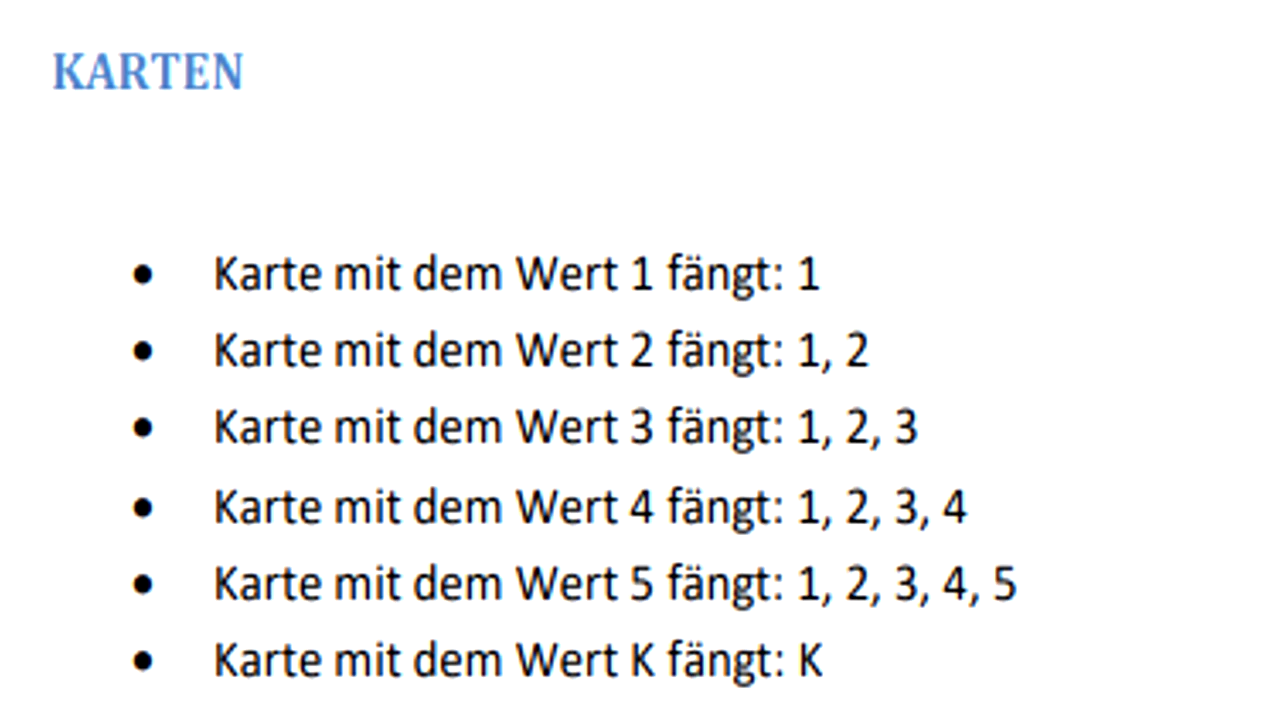 KARTEN
• Karte mit dem Wert 1 fängt: 1
• Karte mit dem Wert 2 fängt: 1, 2
• Karte mit dem Wert 3 fängt: 1, 2, 3
• Karte mit dem Wert 4 fängt: 1, 2, 3, 4
• Karte mit dem Wert 5 fängt: 1, 2, 3, 4, 5
• Karte mit dem Wert K fängt: K